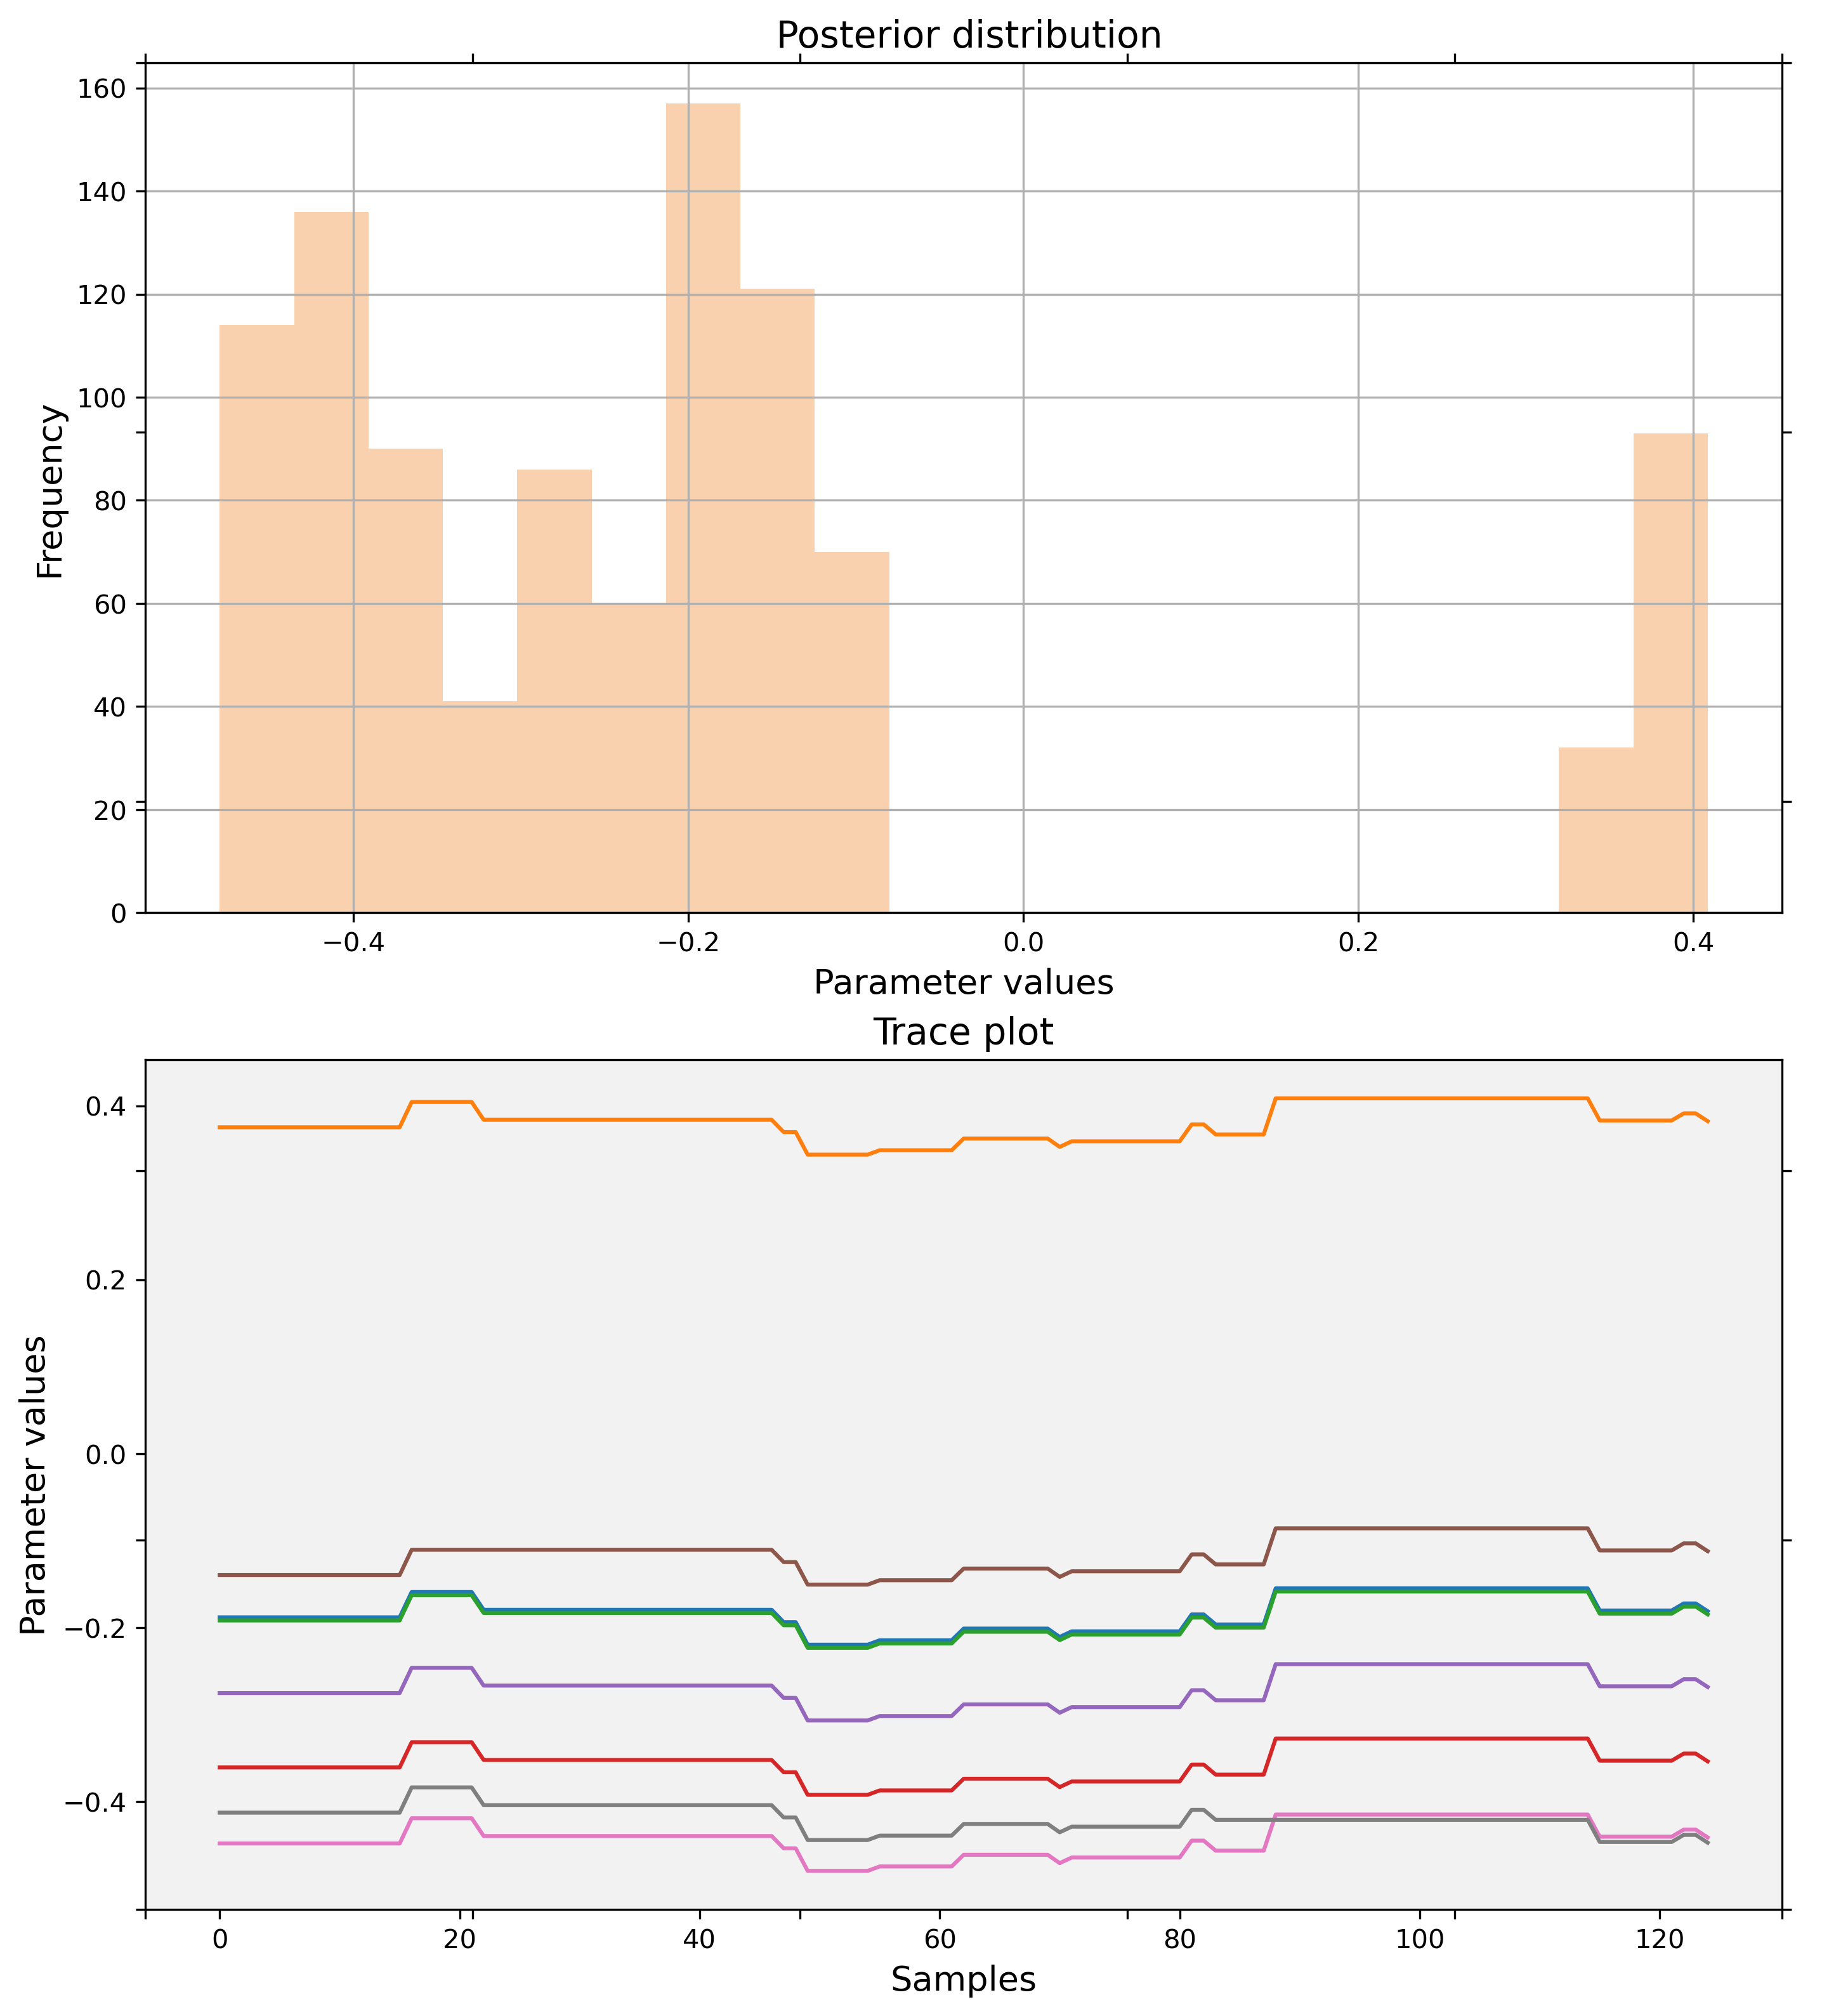 Posterior distribution
160
140
120
100
80
60
40
20
0
Frequency
−0.4 −0.2 0.0 0.2 0.4
Parameter values
Trace plot
0.4
0.2
0.0
−0.2
−0.4
Parameter values
0 20 40 60 80 100 120
Samples